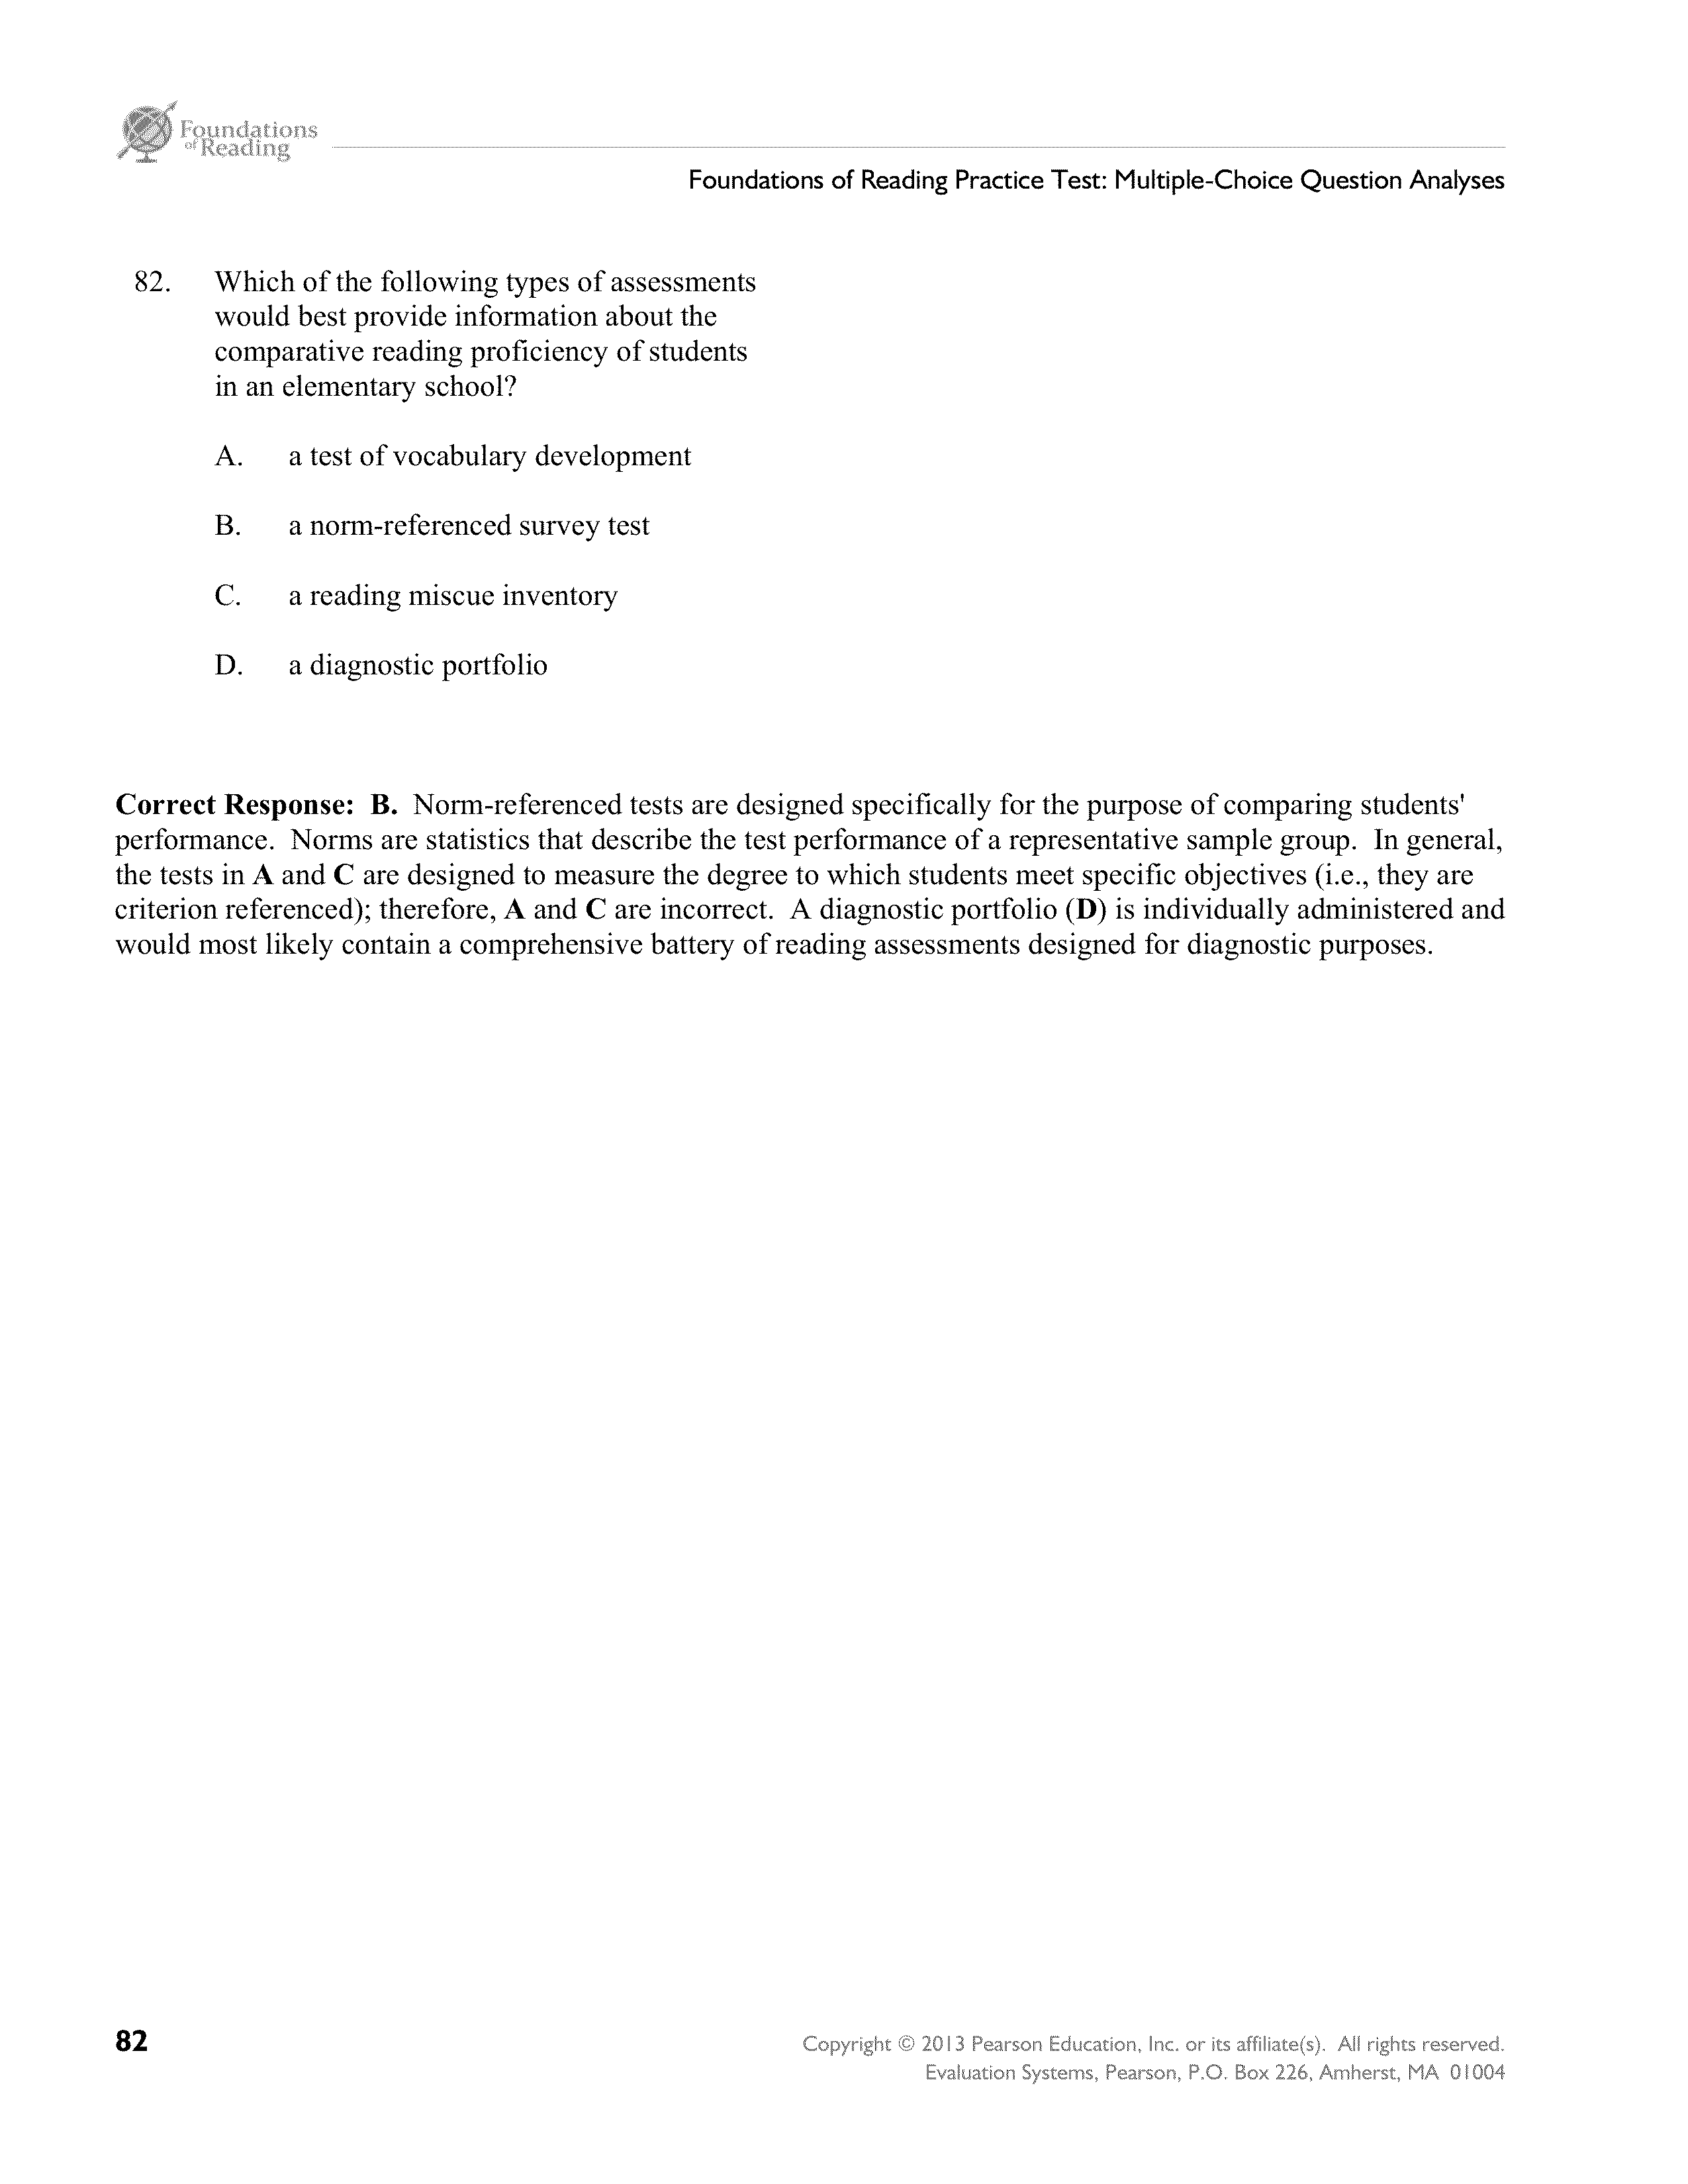 Foundations
of Reading
Foundations of Reading Practice Test: Multiple-Choice Question Analyses
82. Which of the following types of assessments
would best provide information about the
comparative reading proficiency of students
in an elementary school?
A. a test of vocabulary development
B. a norm-referenced survey test
C. a reading miscue inventory
D. a diagnostic portfolio
Correct Response: B. Norm-referenced tests are designed specifically for the purpose of comparing students'
performance. Norms are statistics that describe the test performance of a representative sample group. In general,
the tests in A and C are designed to measure the degree to which students meet specific objectives (i.e., they are
criterion referenced); therefore, A and C are incorrect. A diagnostic portfolio (D) is individually administered and
would most likely contain a comprehensive battery of reading assessments designed for diagnostic purposes.
82
Copyright © 2013 Pearson Education, Inc. or its affiliate(s). All rights reserved.
Evaluation Systems, Pearson, P.O. Box 226, Amherst, MA 01004